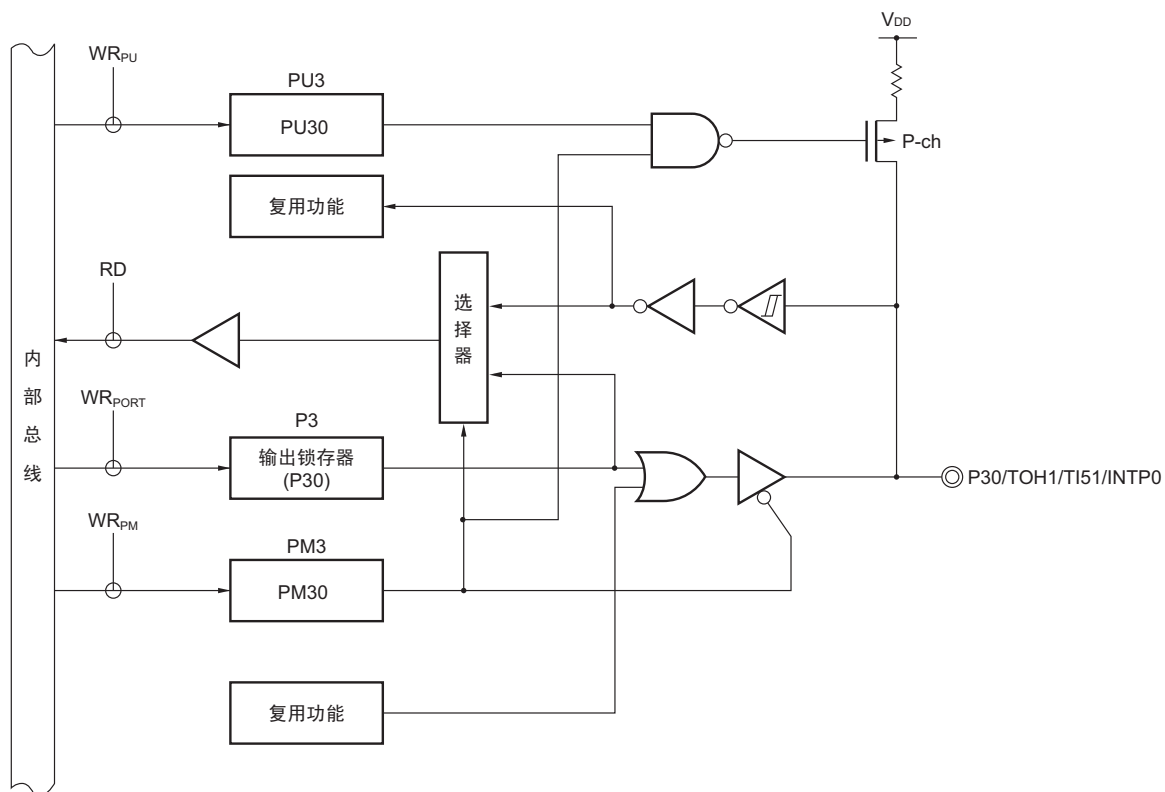 VDD
WRPU
PU3
PU30
P-ch
复用功能
RD
选择器
内部总线
WRPORT
P3
输出锁存器
(P30)
P30/TOH1/TI51/INTP0
WRPM
PM3
PM30
复用功能